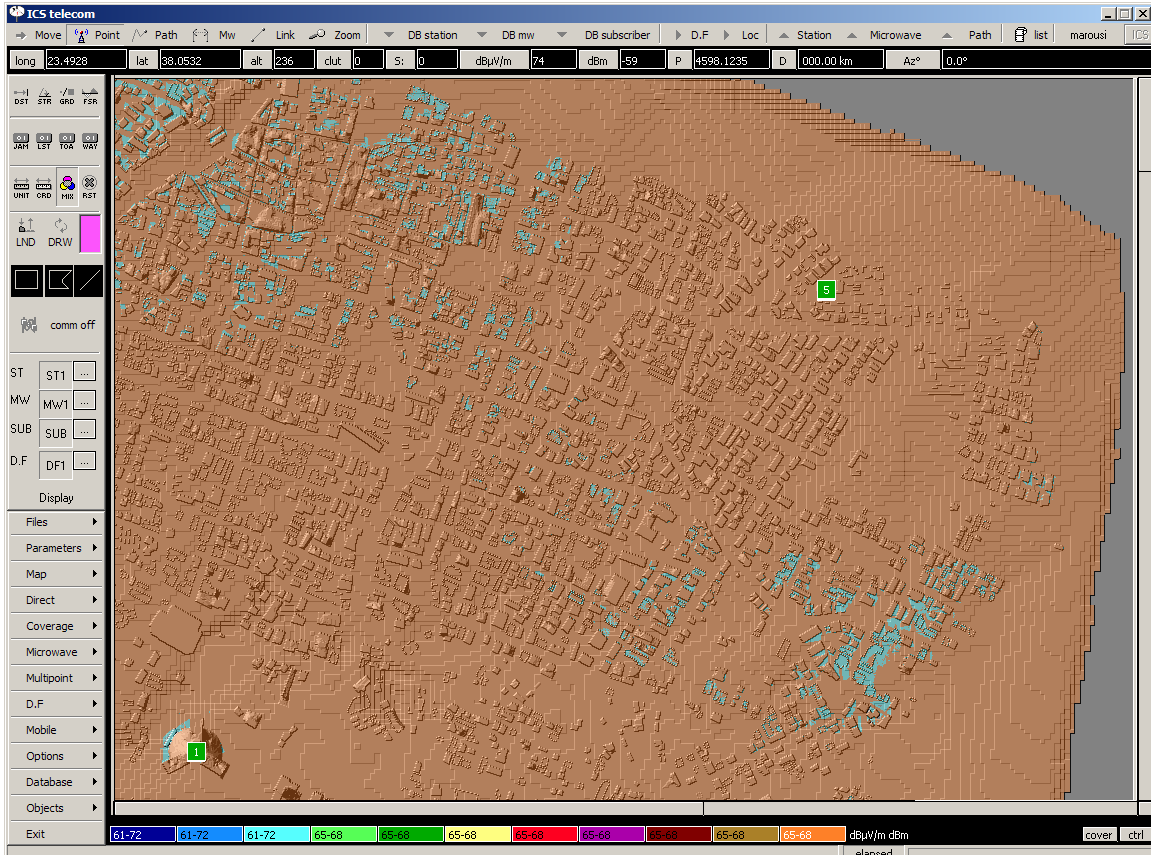 ICS telecom
Move Point Path Mw Link Zoom DB station DB mw DB subscriber D.F Loc Station Microwave Path list marousi ICS
long 23.4928 lat 38.0532 alt 236 clut 0 S: 0 dBµV/m 74 dBm -59 P 4598.1235 D 000.00 km Az° 0.0°
DST STR GRD FSR
JAM LST TOA WAY
UNIT CRD MIX RST
LND DRW
5
comm off
ST ST1 ...
MW MW1 ...
SUB SUB ...
D.F DF1 ...
Display
Files
Parameters
Map
Direct
Coverage
Microwave
Multipoint
D.F
Mobile
1
Options
Database
Objects
Exit
61-72 61-72 61-72 65-68 65-68 65-68 65-68 65-68 65-68 65-68 65-68 dBµV/m dBm cover ctrl
elapsed